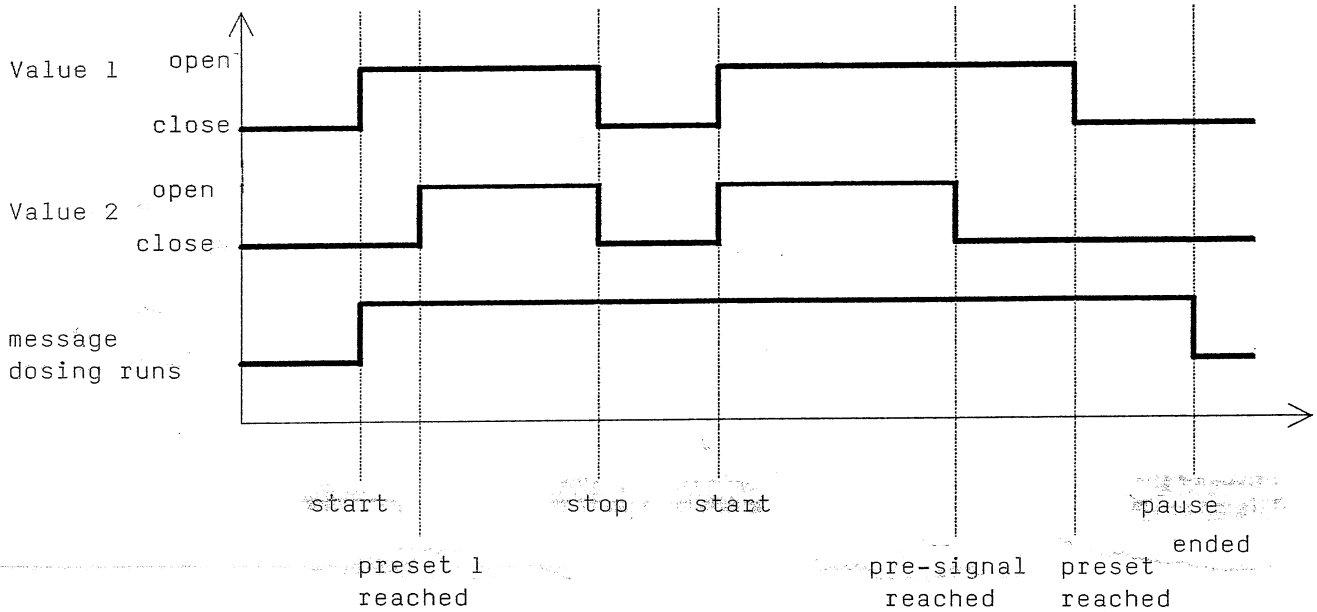 Value 1
open
close
Value 2
open
close
message
dosing runs
start
stop
start
pause
ended
preset 1
reached
pre-signal
reached
preset
reached